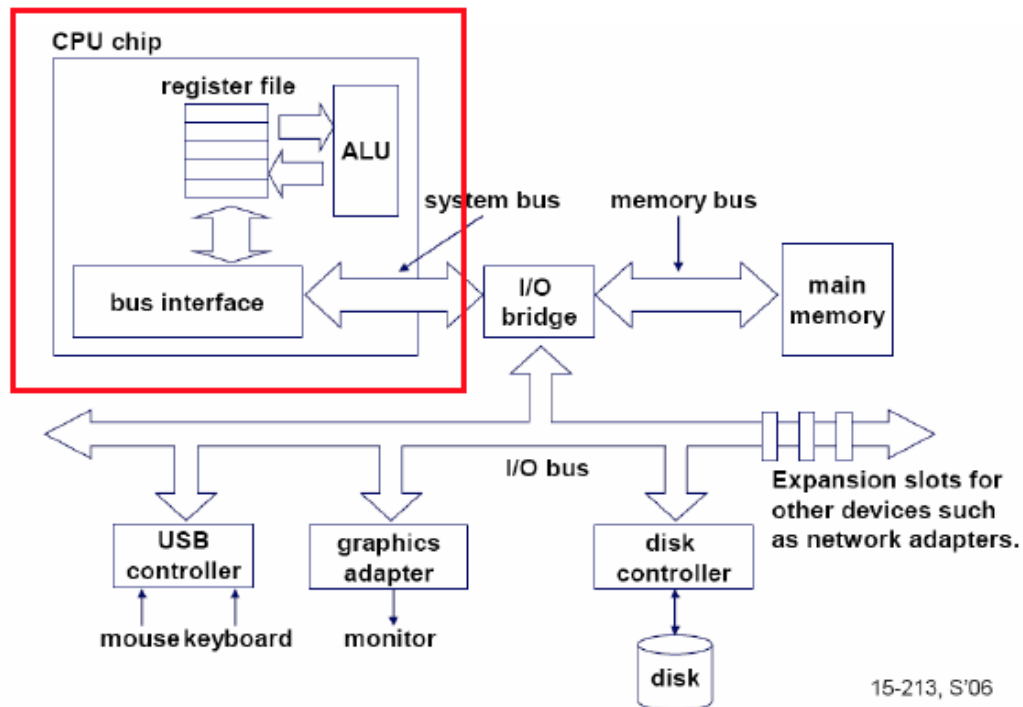 CPU chip
register file
ALU
system bus
memory bus
bus interface
I/O
bridge
main
memory
I/O bus
Expansion slots for
other devices such
as network adapters.
USB
controller
graphics
adapter
disk
controller
mouse keyboard
monitor
disk
15-213, S'06